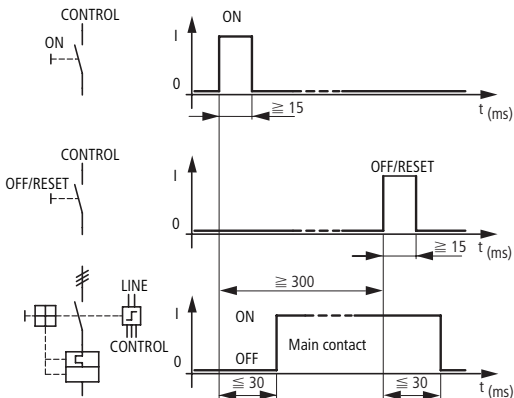 CONTROL
ON
I
ON
0
≧ 15
t (ms)
CONTROL
OFF/RESET
I
OFF/RESET
0
≧ 15
t (ms)
LINE
CONTROL
≧ 300
I
ON
Main contact
0
OFF
≦ 30
≦ 30
t (ms)